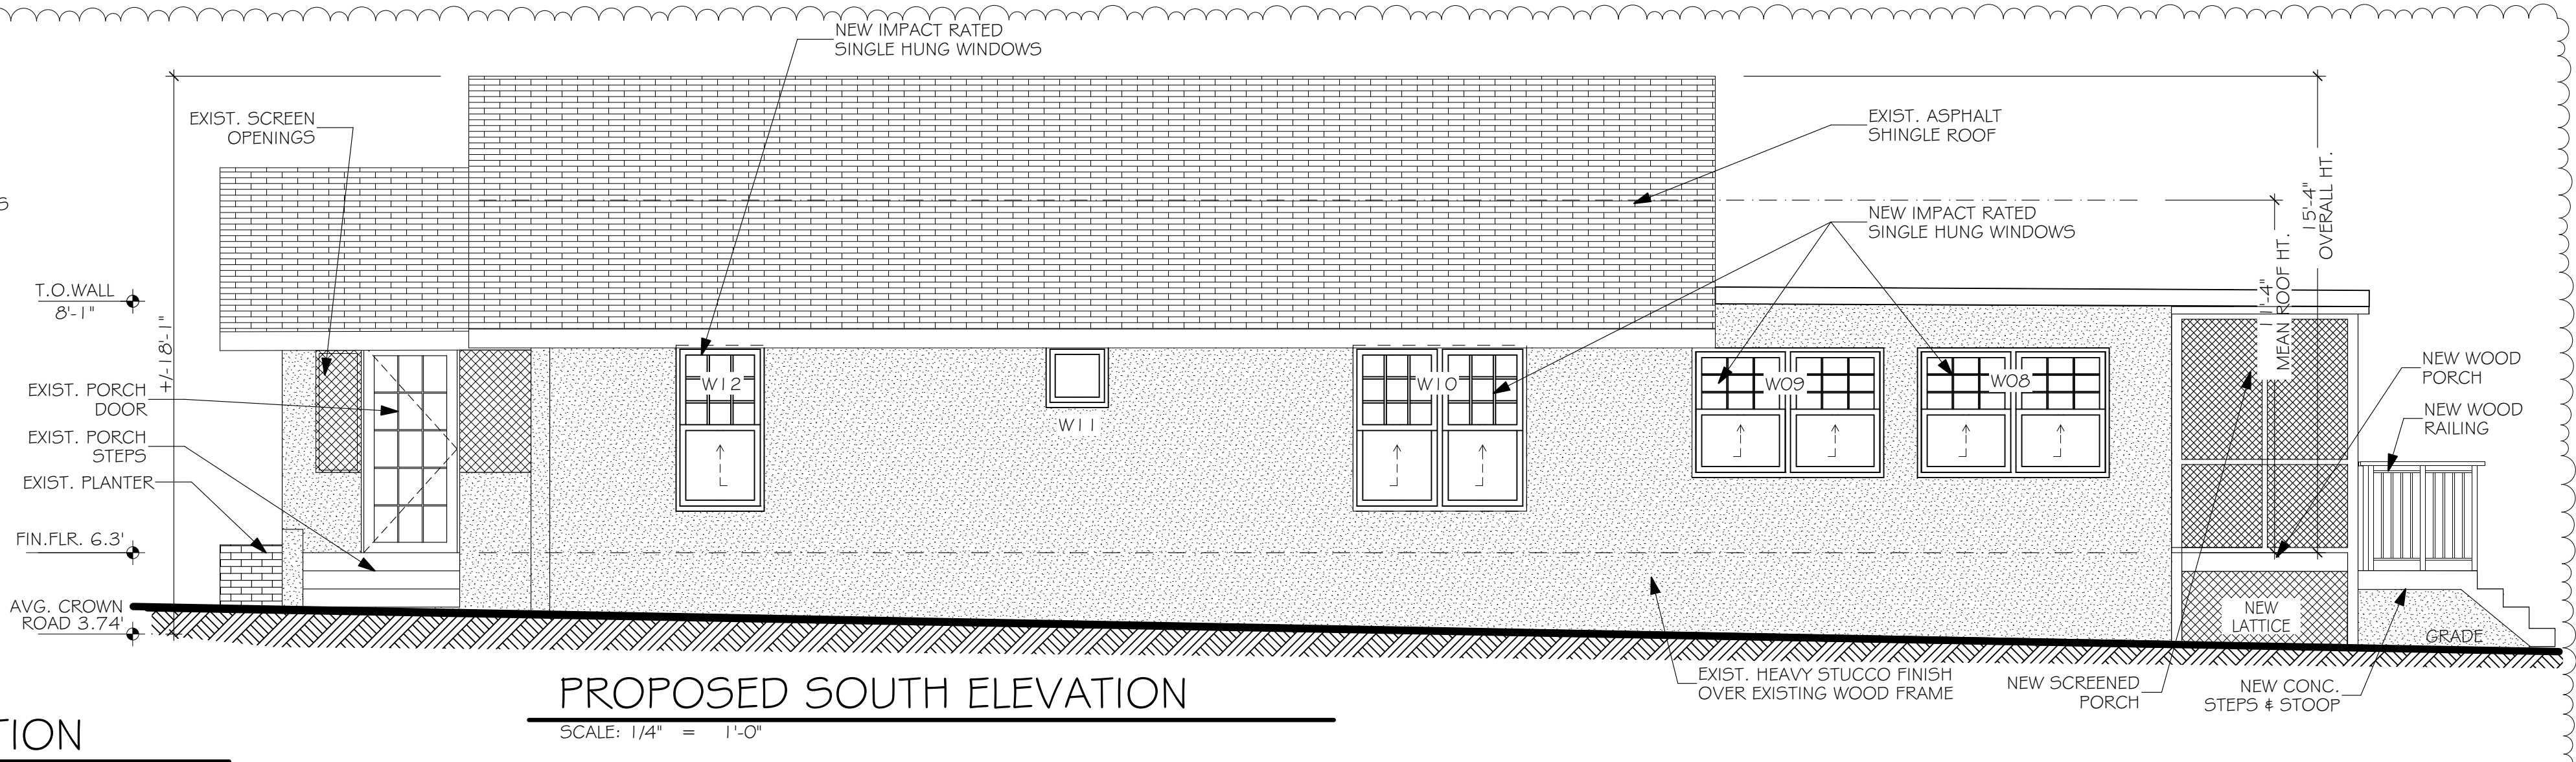 NEW IMPACT RATED
SINGLE HUNG WINDOWS
EXIST. SCREEN
OPENINGS
EXIST. ASPHALT
SHINGLE ROOF
15'-4"
OVERALL HT.
S
NEW IMPACT RATED
SINGLE HUNG WINDOWS
11'-4"
MEAN ROOF HT.
T.O.WALL
8'-1"
+/-18'-1"
EXIST. PORCH
DOOR
EXIST. PORCH
STEPS
EXIST. PLANTER
W12
W11
W10
W09
W08
NEW WOOD
PORCH
NEW WOOD
RAILING
FIN.FLR. 6.3'
AVG. CROWN
ROAD 3.74'
NEW
LATTICE
GRADE
EXIST. HEAVY STUCCO FINISH
OVER EXISTING WOOD FRAME
NEW SCREENED
PORCH
NEW CONC.
STEPS & STOOP
PROPOSED SOUTH ELEVATION
SCALE: 1/4" = 1'-0"
TION